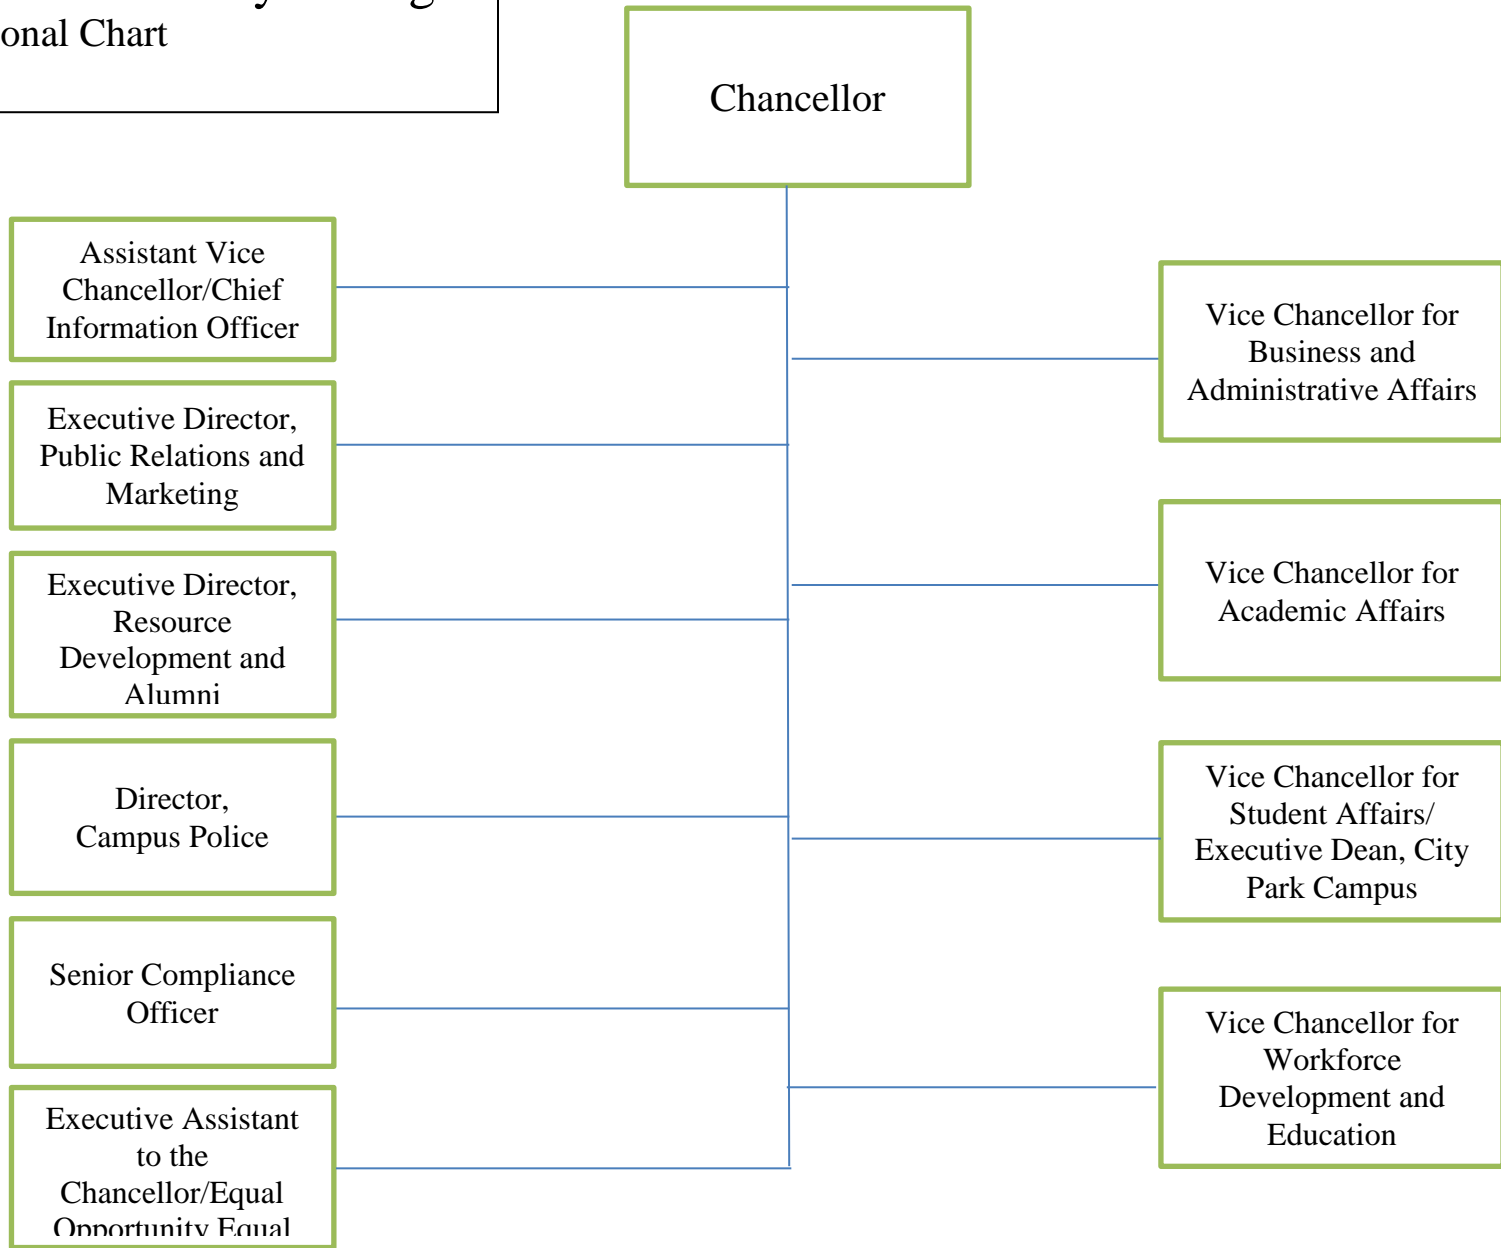 onal Chart
Chancellor
Assistant Vice
Chancellor/Chief
Information Officer
Executive Director,
Public Relations and
Marketing
Executive Director,
Resource
Development and
Alumni
Director,
Campus Police
Senior Compliance
Officer
Executive Assistant
to the
Chancellor/Equal
Opportunity Equal
Vice Chancellor for
Business and
Administrative Affairs
Vice Chancellor for
Academic Affairs
Vice Chancellor for
Student Affairs/
Executive Dean, City
Park Campus
Vice Chancellor for
Workforce
Development and
Education